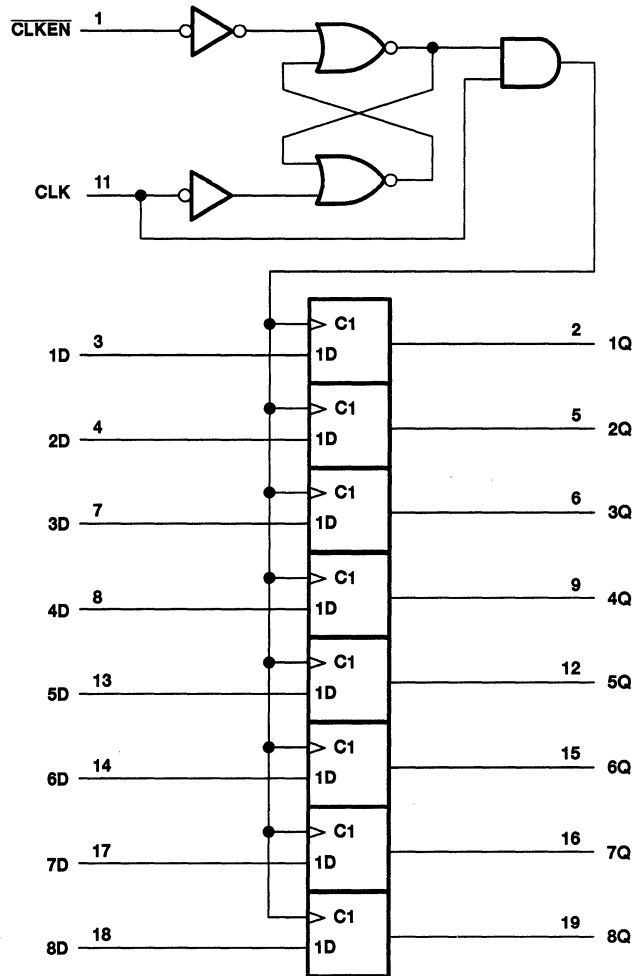 CLKEN 1
CLK 11
C1
1D 3 1D 2 1Q
C1
2D 4 1D 5 2Q
C1
3D 7 1D 6 3Q
C1
4D 8 1D 9 4Q
C1
5D 13 1D 12 5Q
C1
6D 14 1D 15 6Q
C1
7D 17 1D 16 7Q
C1
8D 18 1D 19 8Q